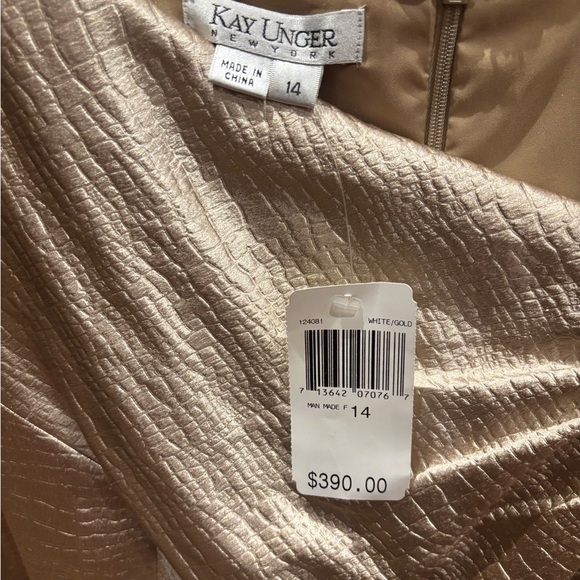 KAY UNGER
NEW YORK
MADE IN
CHINA
14
124081 WHITE/GOLD
7 13642 07076 7
MAN MADE F 14
$390.00